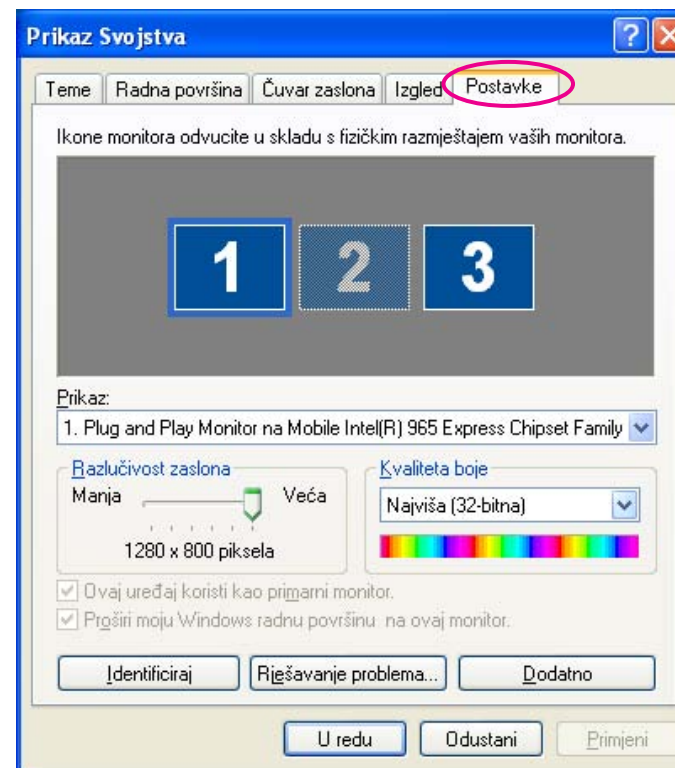 Prikaz Svojstva
Teme Radna površina Čuvar zaslona Izgled Postavke
Ikone monitora odvucite u skladu s fizičkim razmještajem vaših monitora.
1 2 3
Prikaz:
1. Plug and Play Monitor na Mobile Intel(R) 965 Express Chipset Family
Razlučivost zaslona
Manja Veća
1280 x 800 piksela
Kvaliteta boje
Najviša (32-bitna)
Ovaj uređaj koristi kao primarni monitor.
Proširi moju Windows radnu površinu na ovaj monitor.
Identificiraj Rješavanje problema... Dodatno
U redu Odustani Primjeni